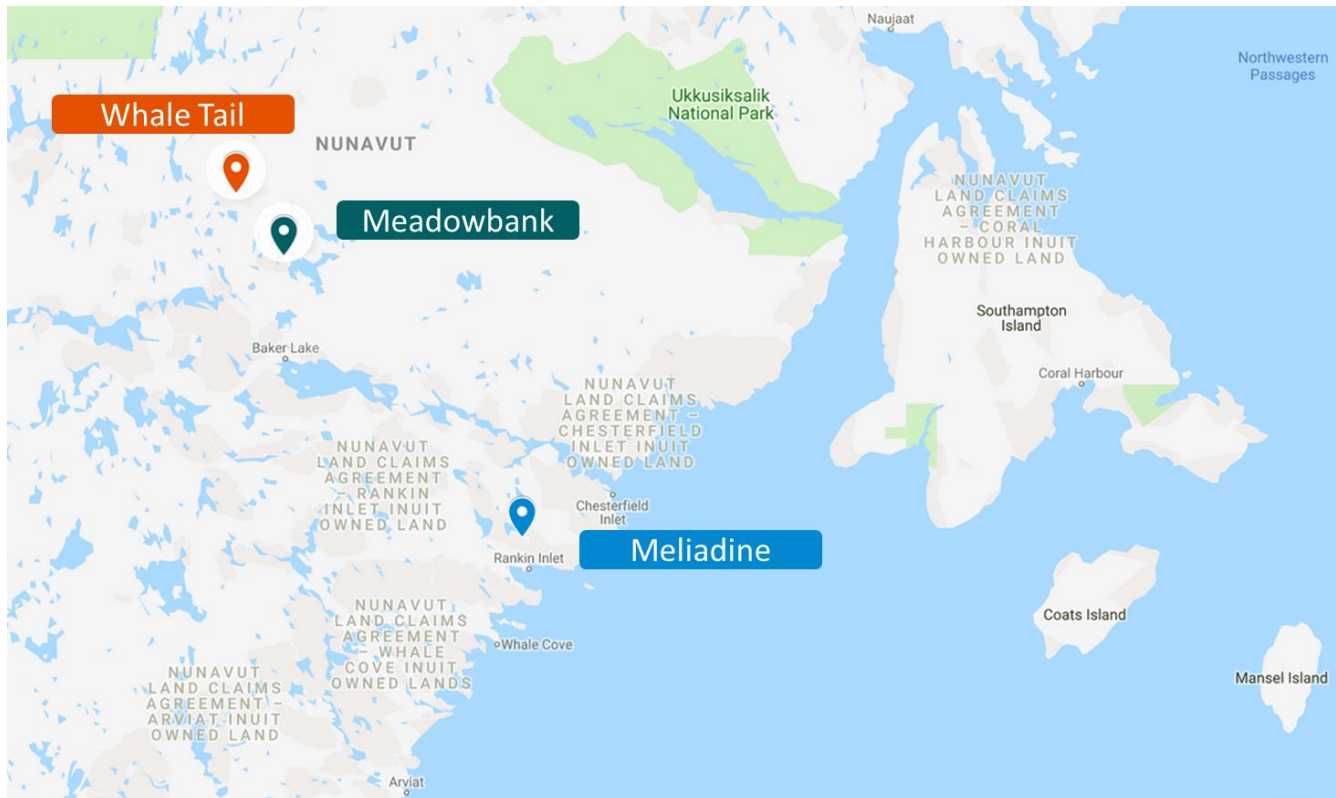 Naujaat
Northwestern
Passages
Ukkusiksalik
National Park
Whale Tail
NUNAVUT
NUNAVUT
LAND CLAIMS
AGREEMENT
– CORAL
HARBOUR INUIT
OWNED LAND
Meadowbank
Southampton
Island
Baker Lake
Coral Harbour
NUNAVUT
LAND CLAIMS
AGREEMENT –
CHESTERFIELD
INLET INUIT
OWNED LAND
NUNAVUT
LAND CLAIMS
AGREEMENT
– RANKIN
INLET INUIT
OWNED LAND
Chesterfield
Inlet
Meliadine
Rankin Inlet
NUNAVUT
LAND CLAIMS
AGREEMENT
– WHALE
COVE INUIT
OWNED LANDS
Whale Cove
Coats Island
Mansel Island
NUNAVUT
LAND CLAIMS
AGREEMENT –
ARVIAT INUIT
OWNED LAND
Arviat